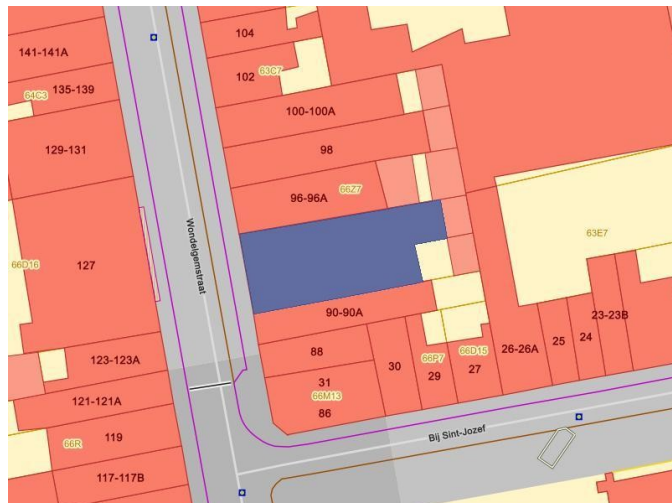 104
141-141A
102
63C7
135-139
64C3
100-100A
129-131
98
96-96A
66Z7
Wondelgemstraat
63E7
66D16
127
90-90A
23-23B
123-123A
88
30
66P7
29
66D15
27
26-26A
25
24
31
66M13
86
121-121A
119
66R
Bij Sint-Jozef
117-117B